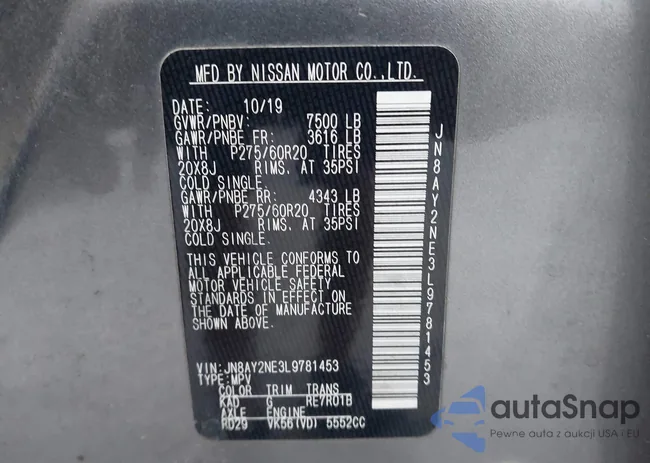 MFD BY NISSAN MOTOR CO.,LTD.
DATE: 10/19
GVWR/PNBV: 7500 LB
GAWR/PNBE FR: 3616 LB
WITH P275/60R20 TIRES
20X8J RIMS, AT 35PSI
COLD SINGLE.
GAWR/PNBE RR: 4343 LB
WITH P275/60R20 TIRES
20X8J RIMS, AT 35PSI
COLD SINGLE.
THIS VEHICLE CONFORMS TO
ALL APPLICABLE FEDERAL
MOTOR VEHICLE SAFETY
STANDARDS IN EFFECT ON
THE DATE OF MANUFACTURE
SHOWN ABOVE.
VIN:JN8AY2NE3L9781453
TYPE:MPV
COLOR TRIM TRANS
KAD G RE7R01B
AXLE ENGINE
RD29 VK56(VD) 5552CC
JN8AY2NE3L9781453
autoSnap
Pewne auta z aukcji USA i EU